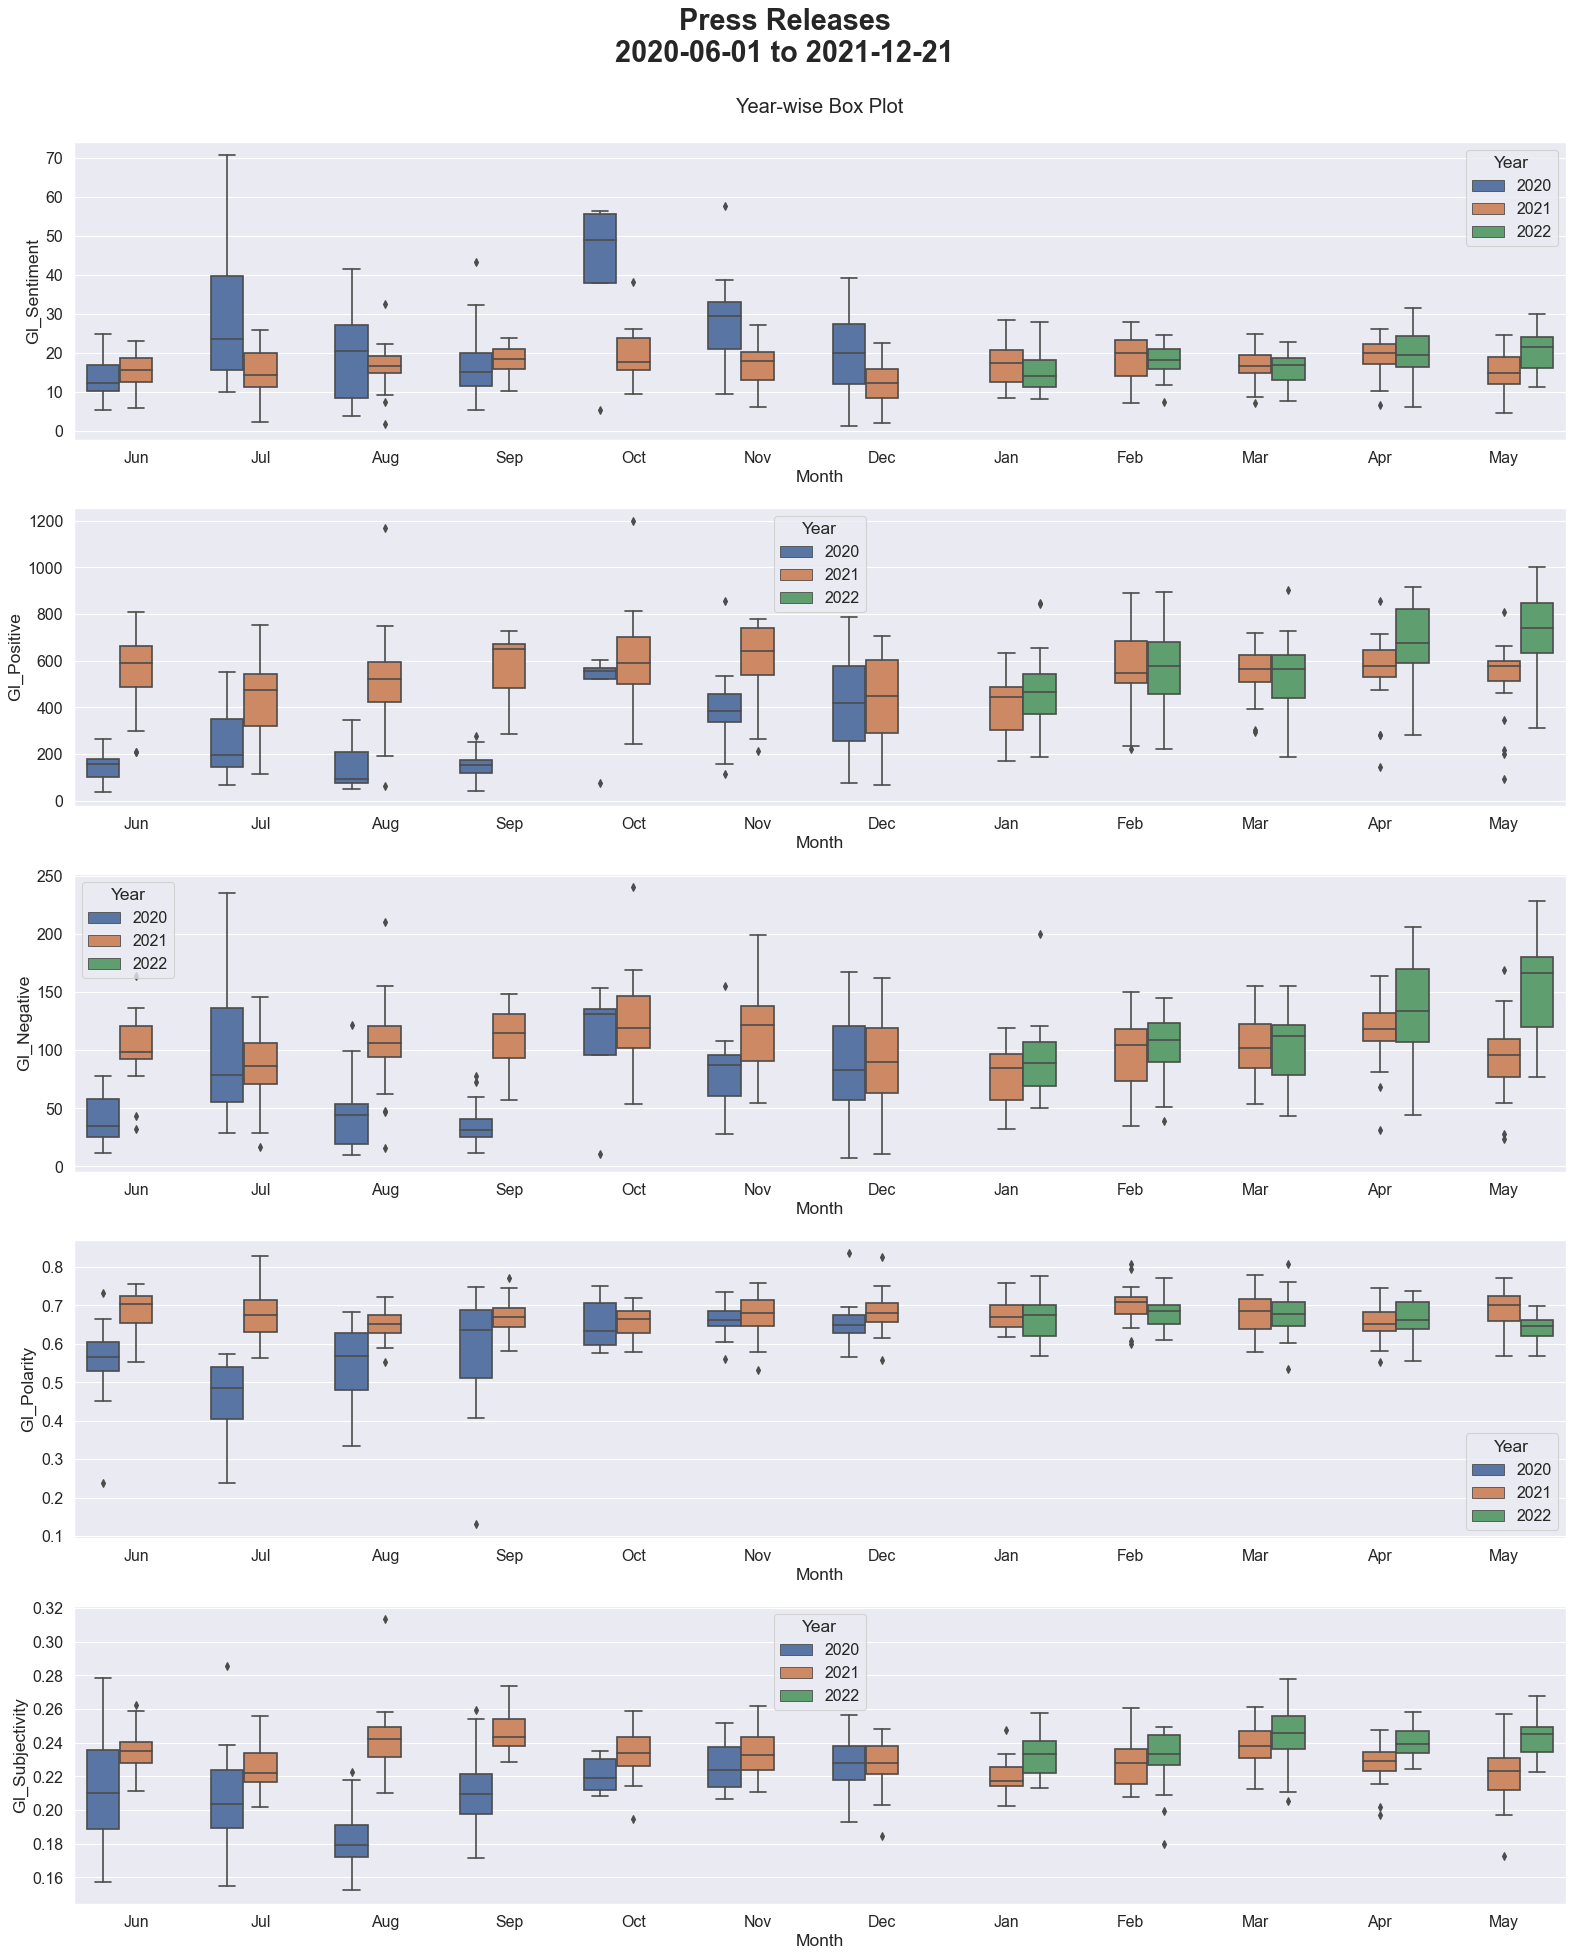 Press Releases
2020-06-01 to 2021-12-21
Year-wise Box Plot
GI_Sentiment
70
60
50
40
30
20
10
0
Year
2020
2021
2022
Jun Jul Aug Sep Oct Nov Dec Jan Feb Mar Apr May
Month
GI_Positive
1200
1000
800
600
400
200
0
Year
2020
2021
2022
Jun Jul Aug Sep Oct Nov Dec Jan Feb Mar Apr May
Month
GI_Negative
250
200
150
100
50
0
Year
2020
2021
2022
Jun Jul Aug Sep Oct Nov Dec Jan Feb Mar Apr May
Month
GI_Polarity
0.8
0.7
0.6
0.5
0.4
0.3
0.2
0.1
Year
2020
2021
2022
Jun Jul Aug Sep Oct Nov Dec Jan Feb Mar Apr May
Month
GI_Subjectivity
0.32
0.30
0.28
0.26
0.24
0.22
0.20
0.18
0.16
Year
2020
2021
2022
Jun Jul Aug Sep Oct Nov Dec Jan Feb Mar Apr May
Month